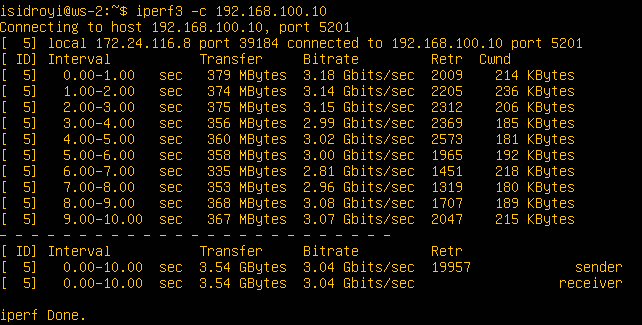 isidroyi@ws-2:~$ iperf3 -c 192.168.100.10
Connecting to host 192.168.100.10, port 5201
[  5] local 172.24.116.8 port 39184 connected to 192.168.100.10 port 5201
[ ID] Interval           Transfer     Bitrate         Retr  Cwnd
[  5]   0.00-1.00   sec   379 MBytes  3.18 Gbits/sec  2009    214 KBytes
[  5]   1.00-2.00   sec   374 MBytes  3.14 Gbits/sec  2205    236 KBytes
[  5]   2.00-3.00   sec   375 MBytes  3.15 Gbits/sec  2312    206 KBytes
[  5]   3.00-4.00   sec   356 MBytes  2.99 Gbits/sec  2369    185 KBytes
[  5]   4.00-5.00   sec   360 MBytes  3.02 Gbits/sec  2573    181 KBytes
[  5]   5.00-6.00   sec   358 MBytes  3.00 Gbits/sec  1965    192 KBytes
[  5]   6.00-7.00   sec   335 MBytes  2.81 Gbits/sec  1451    218 KBytes
[  5]   7.00-8.00   sec   353 MBytes  2.96 Gbits/sec  1319    180 KBytes
[  5]   8.00-9.00   sec   368 MBytes  3.08 Gbits/sec  1707    189 KBytes
[  5]   9.00-10.00  sec   367 MBytes  3.07 Gbits/sec  2047    215 KBytes
- - - - - - - - - - - - - - - - - - - - - - - - -
[ ID] Interval           Transfer     Bitrate         Retr
[  5]   0.00-10.00  sec  3.54 GBytes  3.04 Gbits/sec  19957             sender
[  5]   0.00-10.00  sec  3.54 GBytes  3.04 Gbits/sec                  receiver
iperf Done.